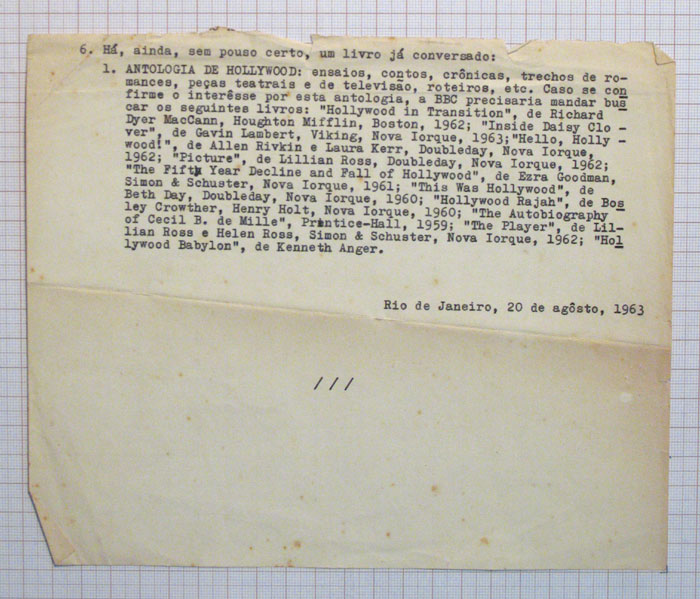 6. Há, ainda, sem pouso certo, um livro já conversado:
1. ANTOLOGIA DE HOLLYWOOD: ensaios, contos, crônicas, trechos de ro-
mances, peças teatrais e de televisão, roteiros, etc. Caso se con
firme o interêsse por esta antologia, a BBC precisaria mandar bus
car os seguintes livros: "Hollywood in Transition", de Richard
Dyer MacCann, Houghton Mifflin, Boston, 1962; "Inside Daisy Clo -
ver", de Gavin Lambert, Viking, Nova Iorque, 1963;"Hello, Holly -
wood!", de Allen Rivkin e Laura Kerr, Doubleday, Nova Iorque,
1962; "Picture", de Lillian Ross, Doubleday, Nova Iorque, 1962;
"The Fifty Year Decline and Fall of Hollywood", de Ezra Goodman,
Simon & Schuster, Nova Iorque, 1961; "This Was Hollywood", de
Beth Day, Doubleday, Nova Iorque, 1960; "Hollywood Rajah", de Bos
ley Crowther, Henry Holt, Nova Iorque, 1960; "The Autobiography
of Cecil B. de Mille", Prentice-Hall, 1959; "The Player", de Lil-
lian Ross e Helen Ross, Simon & Schuster, Nova Iorque, 1962; "Hol
lywood Babylon", de Kenneth Anger.
Rio de Janeiro, 20 de agôsto, 1963
///